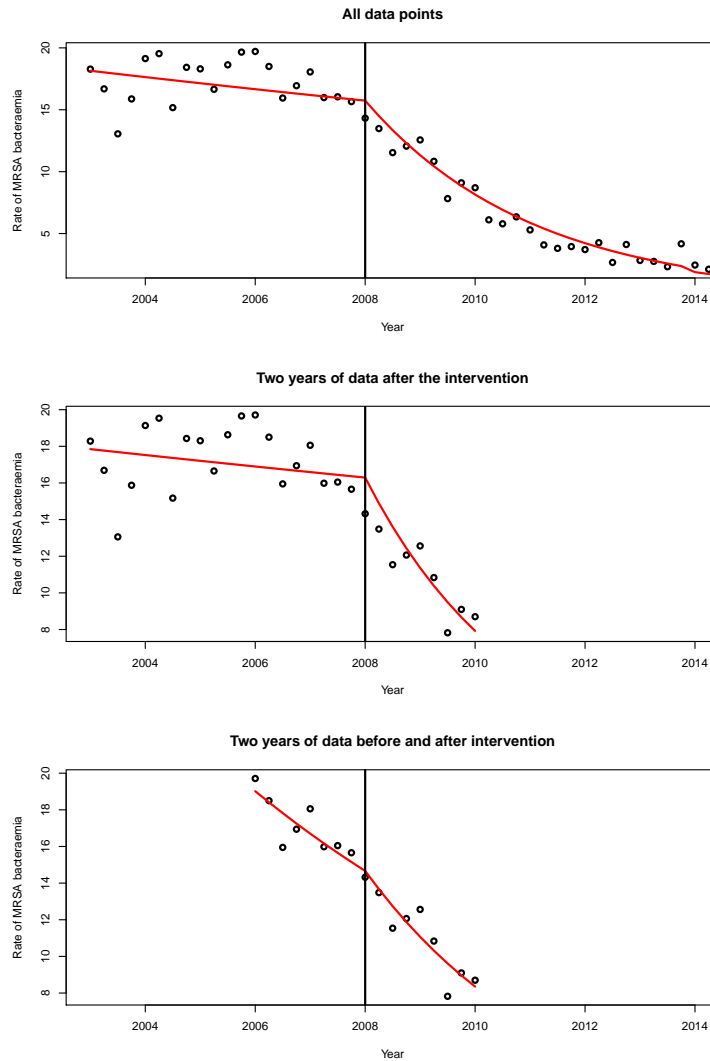 All data points
Rate of MRSA bacteraemia
20
15
10
5
2004 2006 2008 2010 2012 2014
Year
Two years of data after the intervention
Rate of MRSA bacteraemia
20
18
16
14
12
10
8
2004 2006 2008 2010 2012 2014
Year
Two years of data before and after intervention
Rate of MRSA bacteraemia
20
18
16
14
12
10
8
2004 2006 2008 2010 2012 2014
Year